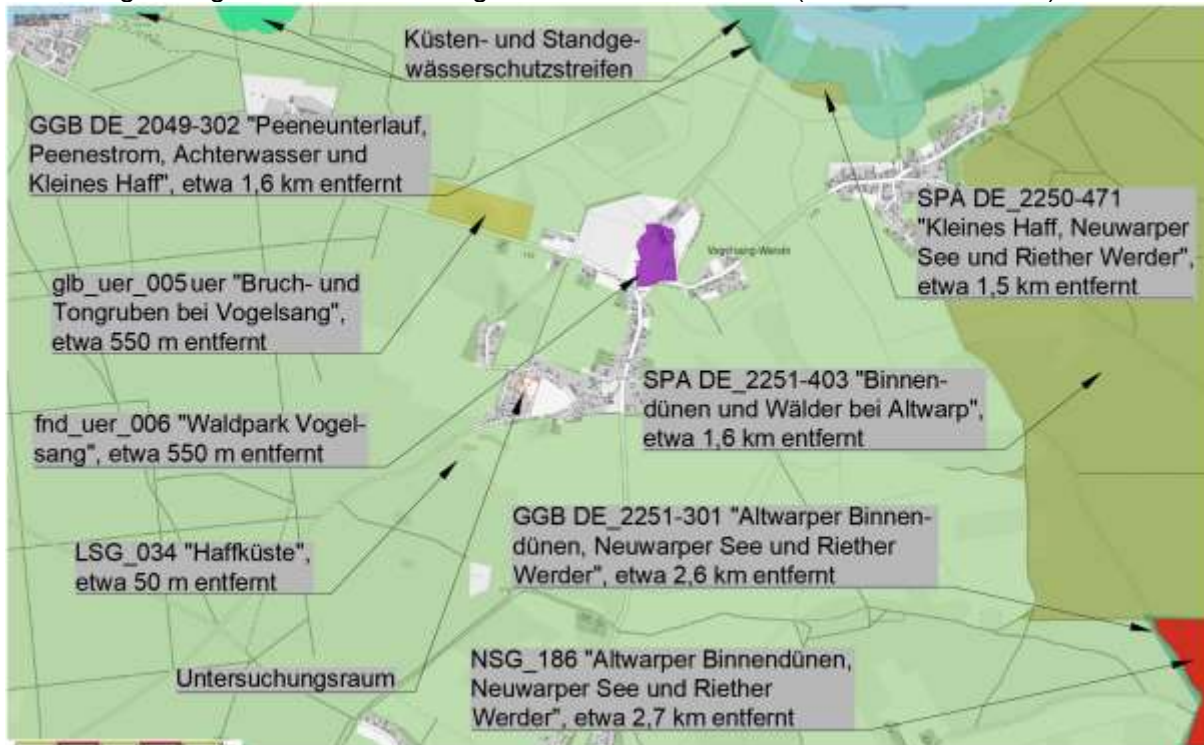 Küsten- und Standge-
wässerschutzstreifen
GGB DE_2049-302 "Peeneunterlauf,
Peenestrom, Achterwasser und
Kleines Haff", etwa 1,6 km entfernt
SPA DE_2250-471
"Kleines Haff, Neuwarper
See und Riether Werder",
etwa 1,5 km entfernt
Vogelsang-Warsin
glb_uer_005uer "Bruch- und
Tongruben bei Vogelsang",
etwa 550 m entfernt
SPA DE_2251-403 "Binnen-
dünen und Wälder bei Altwarp",
etwa 1,6 km entfernt
fnd_uer_006 "Waldpark Vogel-
sang", etwa 550 m entfernt
GGB DE_2251-301 "Altwarper Binnen-
dünen, Neuwarper See und Riether
Werder", etwa 2,6 km entfernt
LSG_034 "Haffküste",
etwa 50 m entfernt
NSG_186 "Altwarper Binnendünen,
Neuwarper See und Riether
Werder", etwa 2,7 km entfernt
Untersuchungsraum